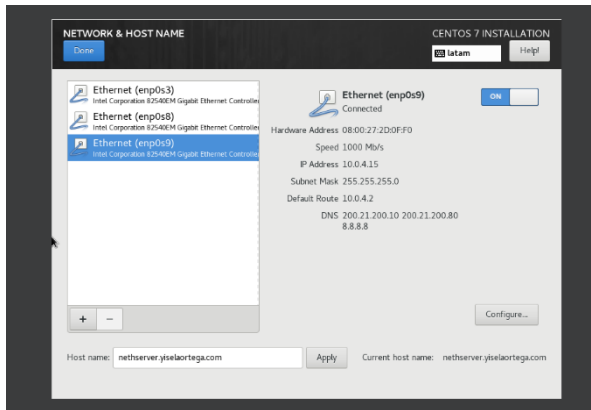 NETWORK & HOST NAME
CENTOS 7 INSTALLATION
Done
latam
Help!
Ethernet (enp0s3)
Intel Corporation 82540EM Gigabit Ethernet Controller
Ethernet (enp0s8)
Intel Corporation 82540EM Gigabit Ethernet Controller
Ethernet (enp0s9)
Intel Corporation 82540EM Gigabit Ethernet Controller
Ethernet (enp0s9)
Connected
ON
Hardware Address 08:00:27:2D:0F:F0
Speed 1000 Mb/s
IP Address 10.0.4.15
Subnet Mask 255.255.255.0
Default Route 10.0.4.2
DNS 200.21.200.10 200.21.200.80
8.8.8.8
+ −
Configure...
Host name: nethserver.yiselaortega.com Apply Current host name: nethserver.yiselaortega.com